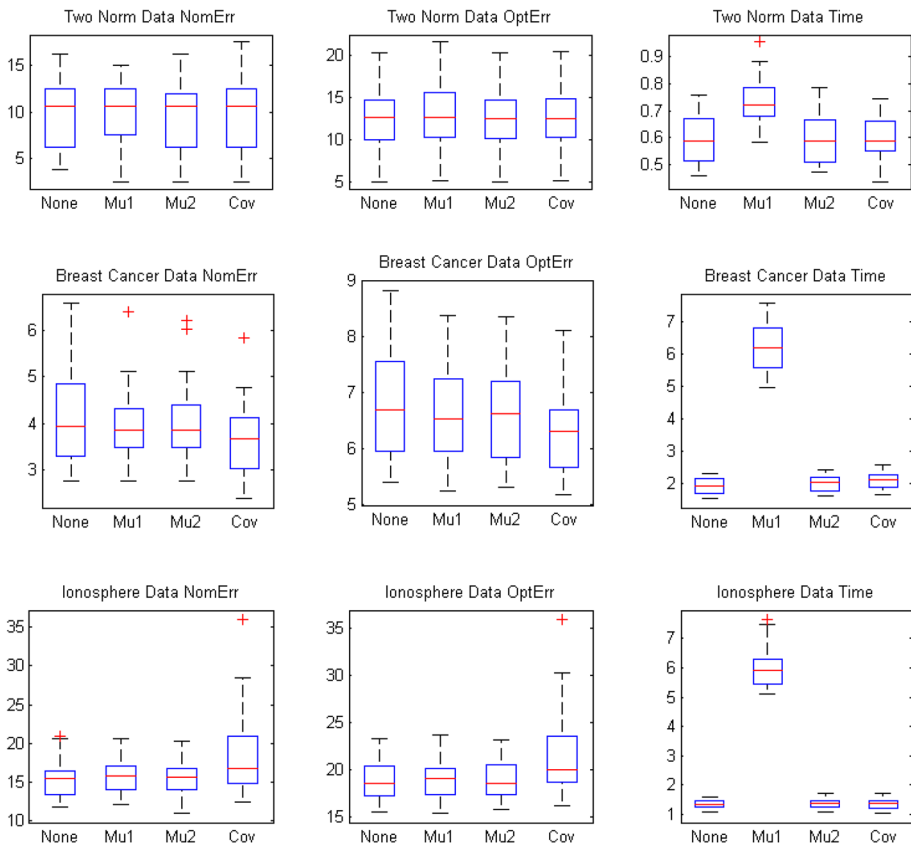 Two Norm Data NomErr
15
10
5
None Mu1 Mu2 Cov
Two Norm Data OptErr
20
15
10
5
None Mu1 Mu2 Cov
Two Norm Data Time
0.9
0.8
0.7
0.6
0.5
None Mu1 Mu2 Cov
Breast Cancer Data NomErr
6
5
4
3
None Mu1 Mu2 Cov
Breast Cancer Data OptErr
9
8
7
6
5
None Mu1 Mu2 Cov
Breast Cancer Data Time
7
6
5
4
3
2
None Mu1 Mu2 Cov
Ionosphere Data NomErr
35
30
25
20
15
10
None Mu1 Mu2 Cov
Ionosphere Data OptErr
35
30
25
20
15
None Mu1 Mu2 Cov
Ionosphere Data Time
7
6
5
4
3
2
1
None Mu1 Mu2 Cov